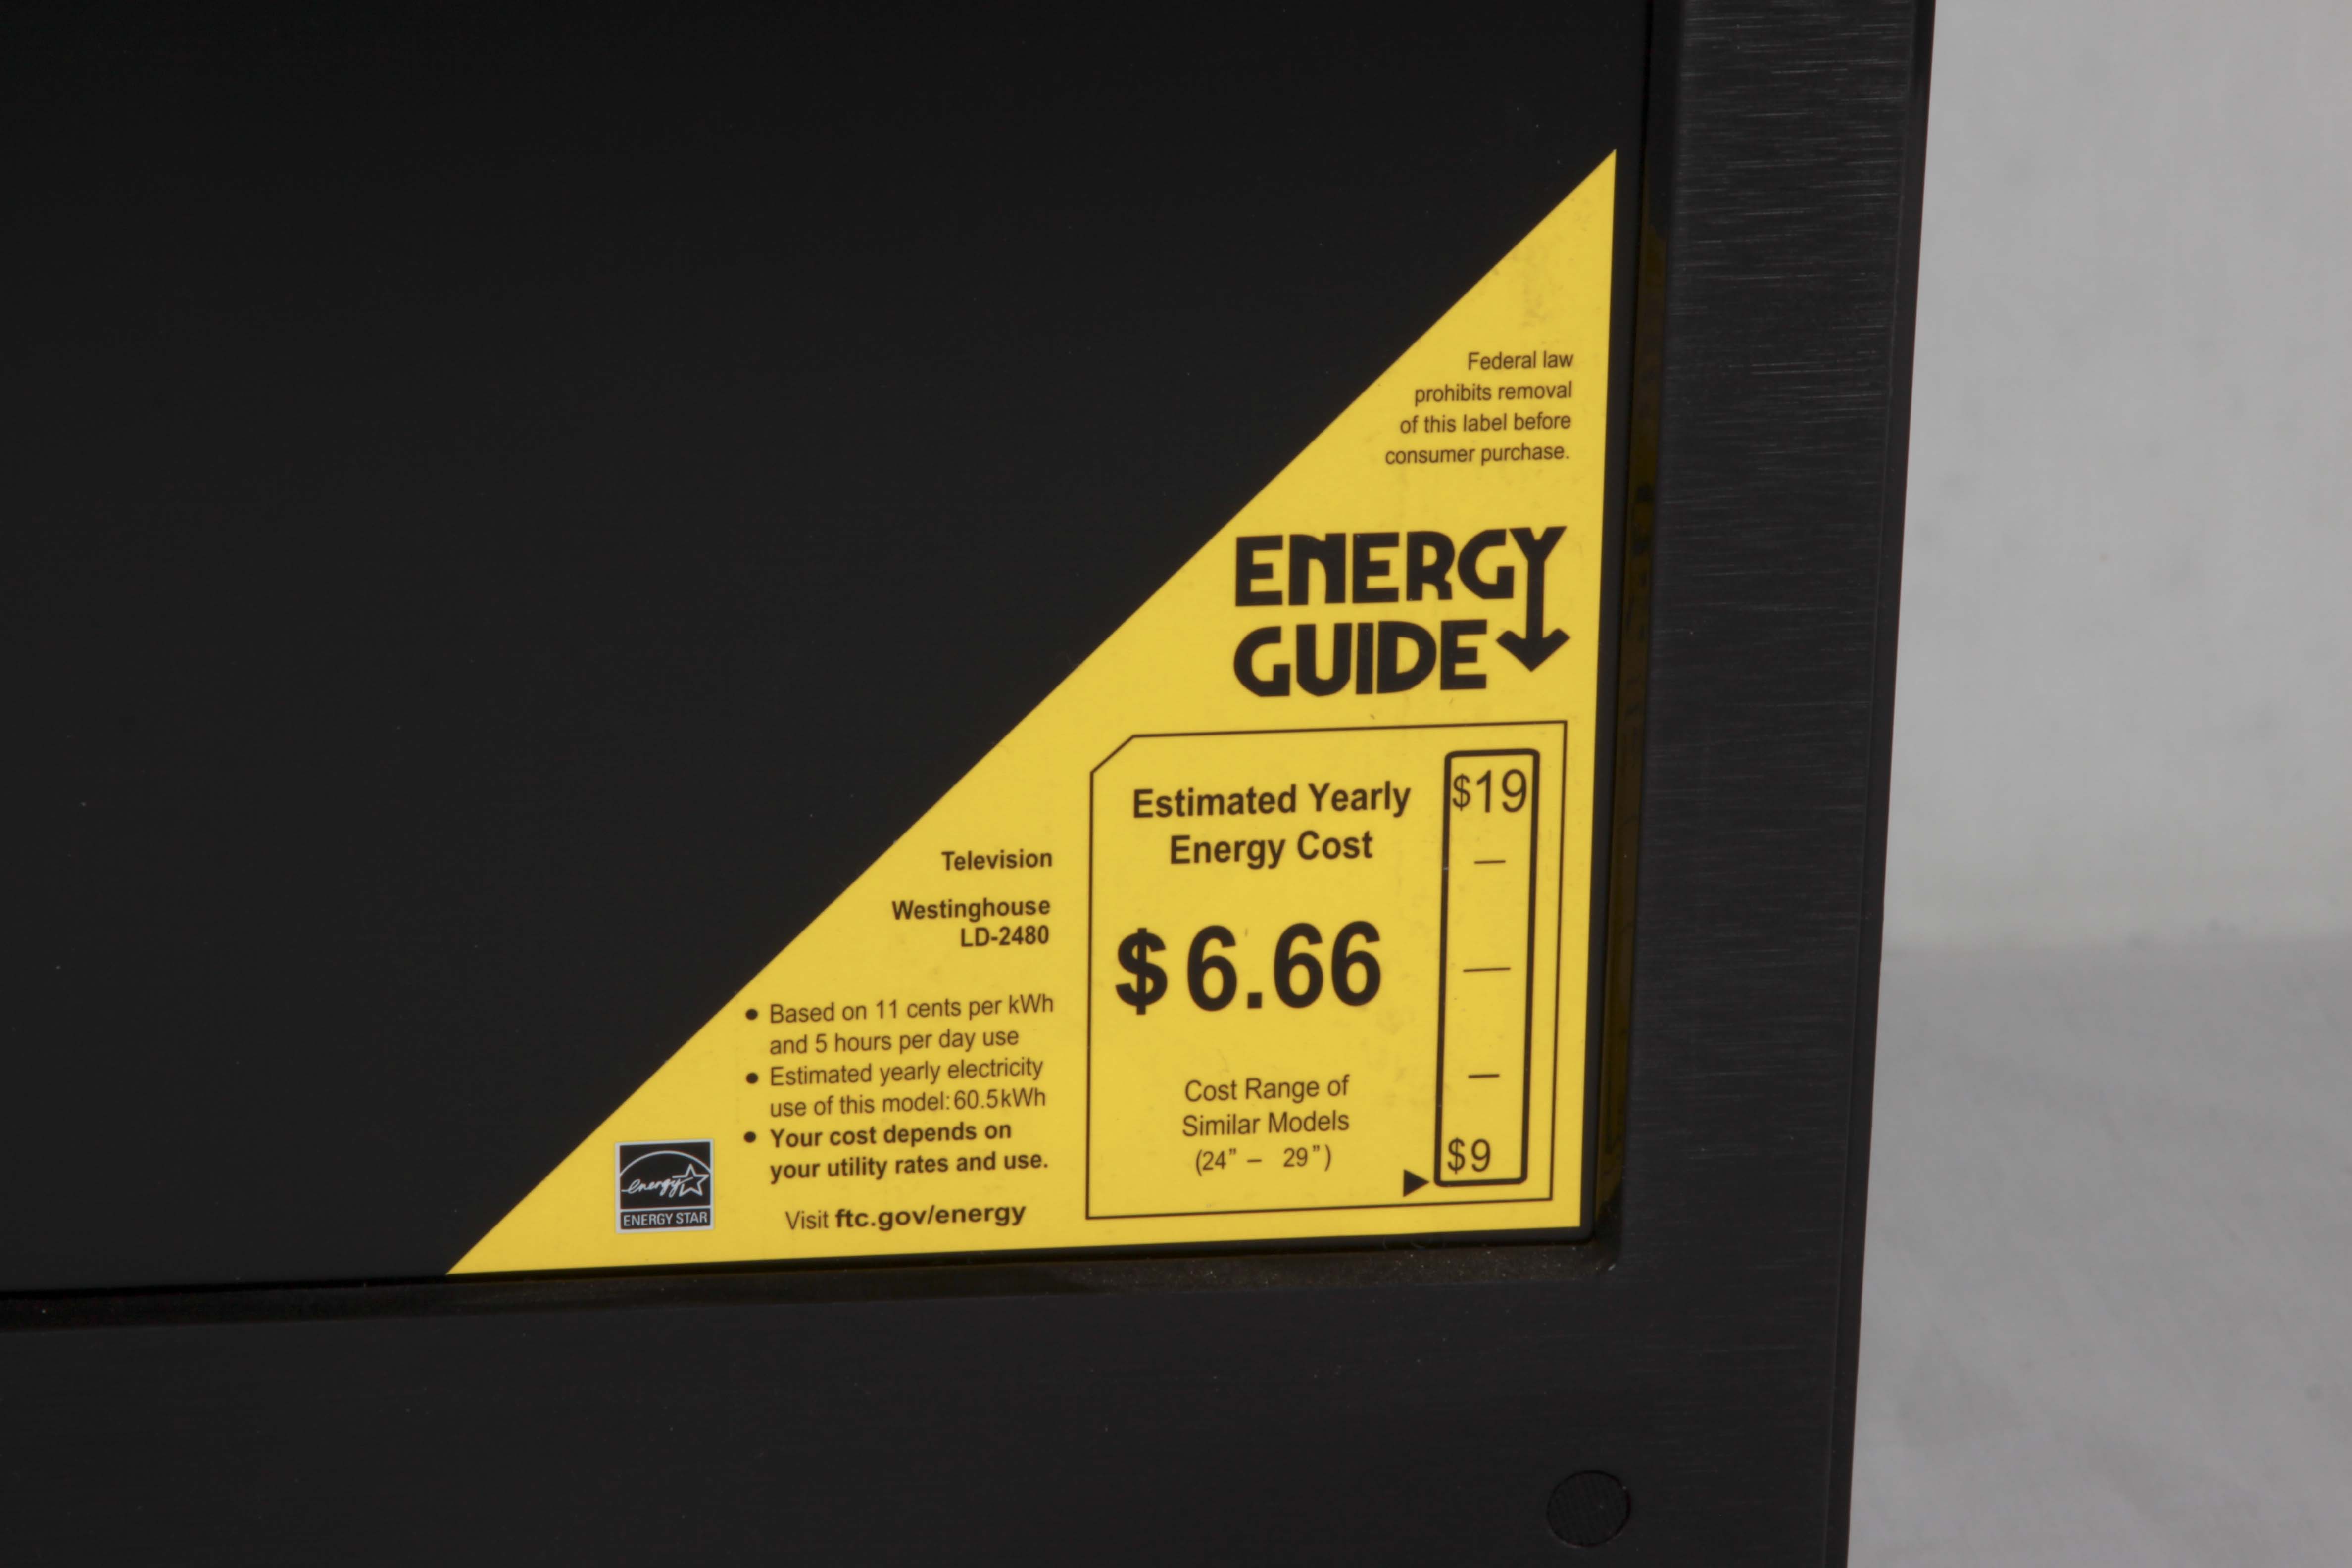 Federal law
prohibits removal
of this label before
consumer purchase.
ENERGY
GUIDE
Estimated Yearly
Energy Cost
$6.66
Cost Range of
Similar Models
(24” – 29”)
$19
$9
Television
Westinghouse
LD-2480
• Based on 11 cents per kWh
and 5 hours per day use
• Estimated yearly electricity
use of this model:60.5kWh
• Your cost depends on
your utility rates and use.
Visit ftc.gov/energy
energy
ENERGY STAR